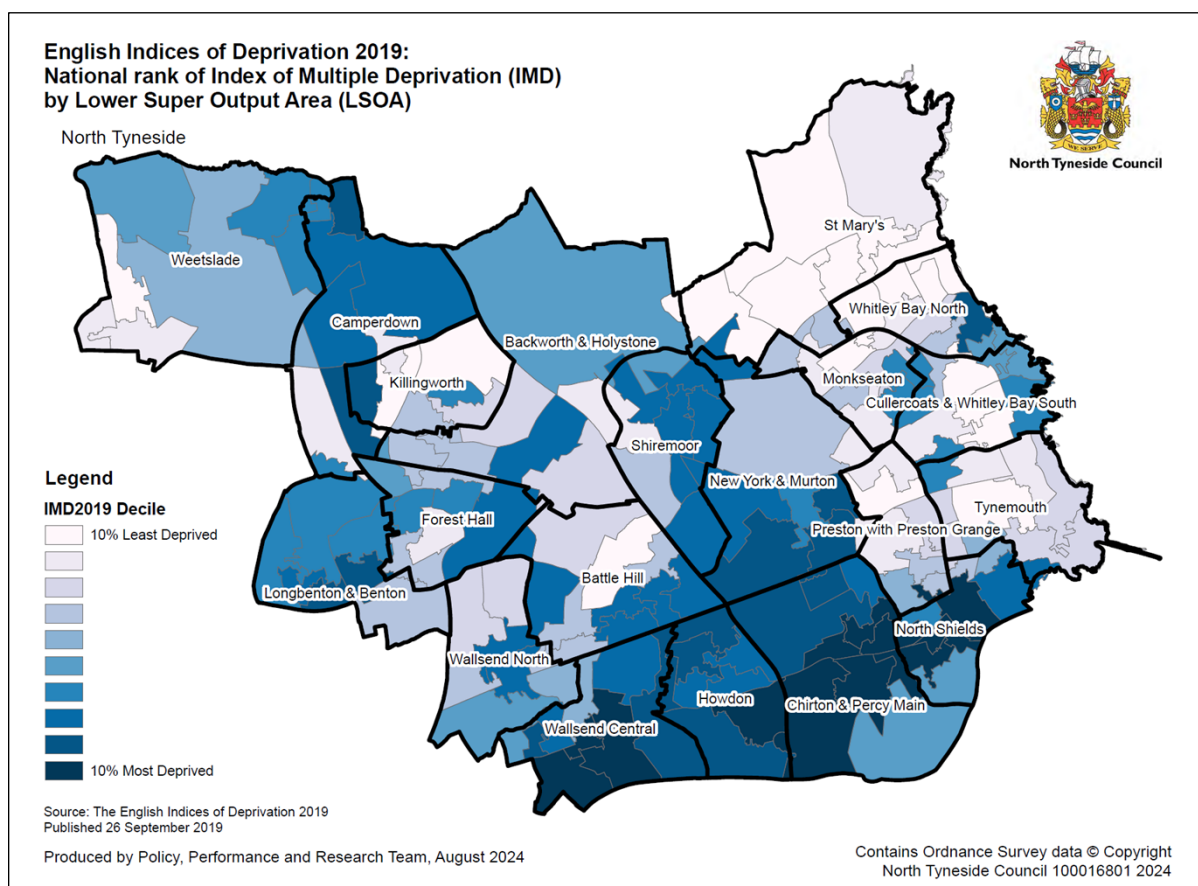 English Indices of Deprivation 2019:
National rank of Index of Multiple Deprivation (IMD)
by Lower Super Output Area (LSOA)
North Tyneside
WE SERVE
North Tyneside Council
St Mary's
Weetslade
Whitley Bay North
Camperdown
Backworth & Holystone
Killingworth
Monkseaton
Cullercoats & Whitley Bay South
Shiremoor
New York & Murton
Tynemouth
Forest Hall
Preston with Preston Grange
Battle Hill
Longbenton & Benton
North Shields
Wallsend North
Howdon
Chirton & Percy Main
Wallsend Central
Legend
IMD2019 Decile
10% Least Deprived
10% Most Deprived
Source: The English Indices of Deprivation 2019
Published 26 September 2019
Produced by Policy, Performance and Research Team, August 2024
Contains Ordnance Survey data © Copyright
North Tyneside Council 100016801 2024